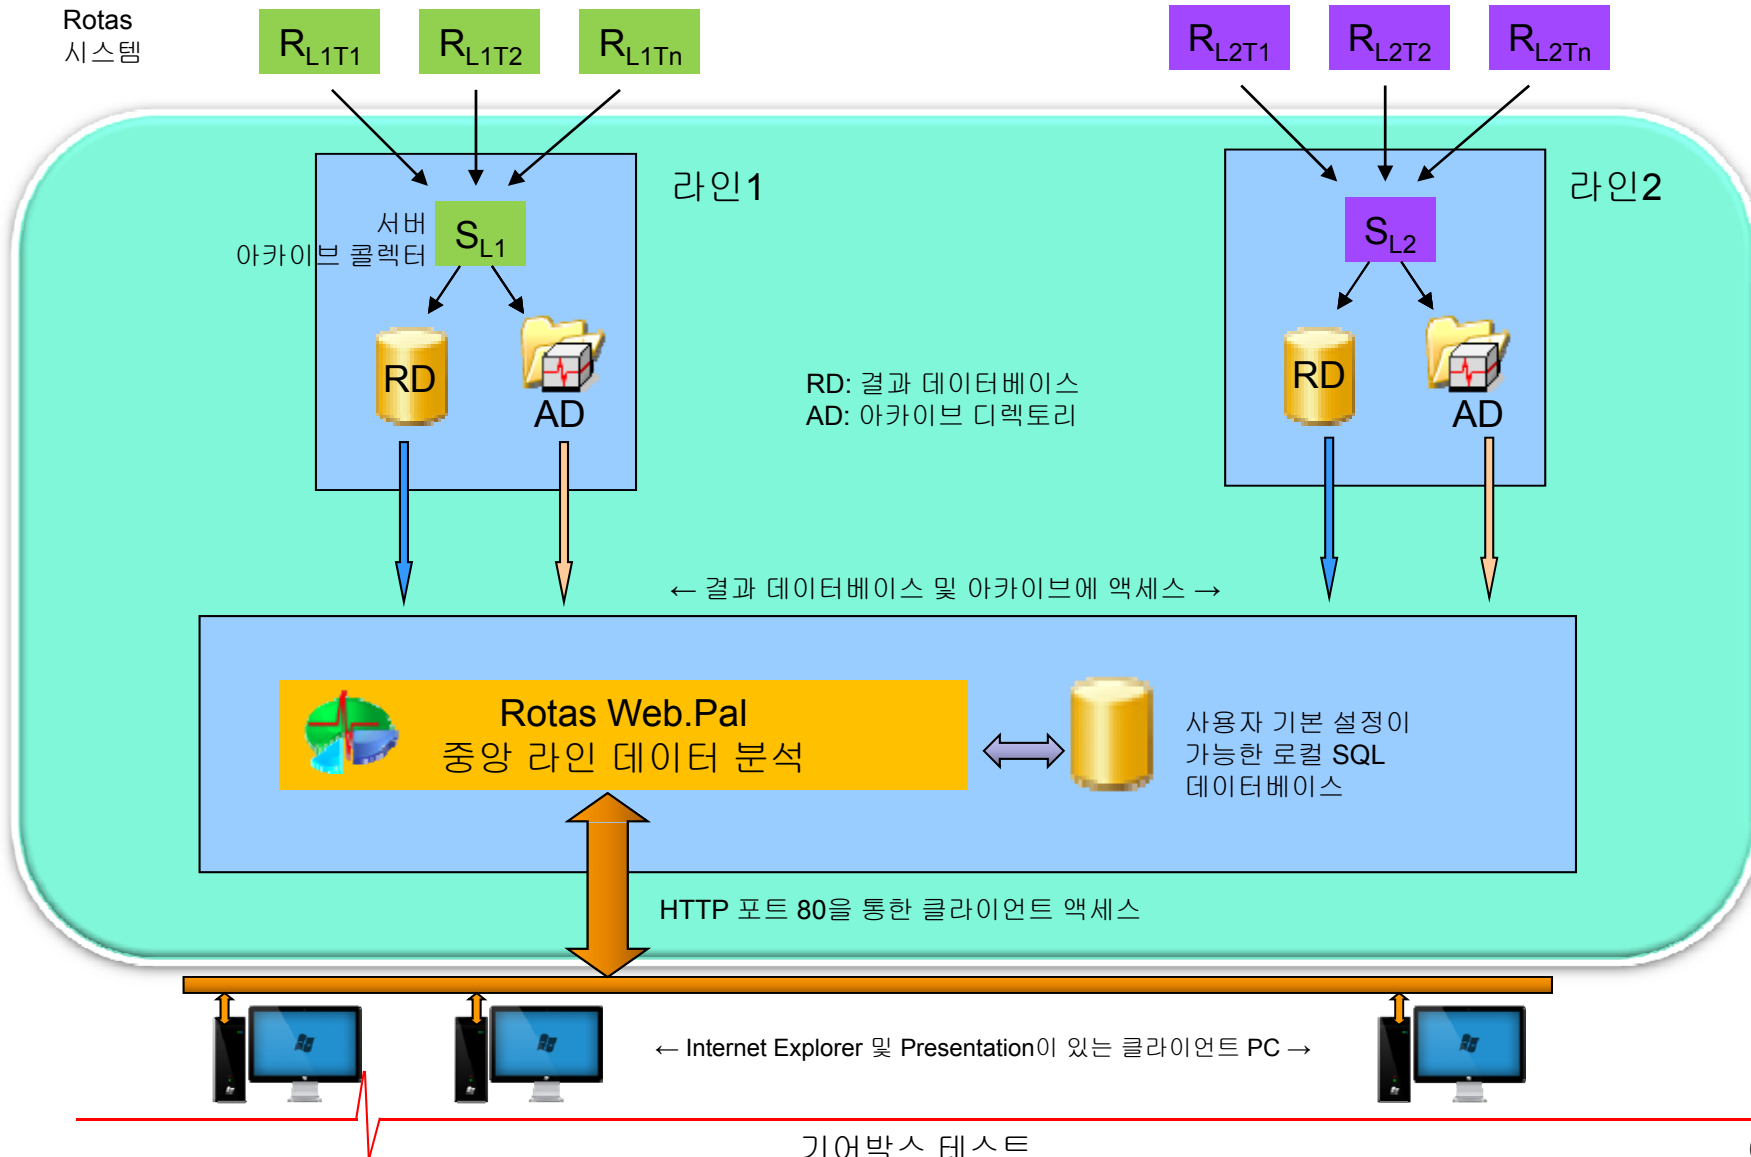 Rotas
시스템
RL1T1
RL1T2
RL1Tn
RL2T1
RL2T2
RL2Tn
라인1
라인2
서버
아카이브 콜렉터
SL1
SL2
RD
AD
RD: 결과 데이터베이스
AD: 아카이브 디렉토리
RD
AD
← 결과 데이터베이스 및 아카이브에 액세스 →
Rotas Web.Pal
중앙 라인 데이터 분석
사용자 기본 설정이
가능한 로컬 SQL
데이터베이스
HTTP 포트 80을 통한 클라이언트 액세스
← Internet Explorer 및 Presentation이 있는 클라이언트 PC →
기어박스 테스트